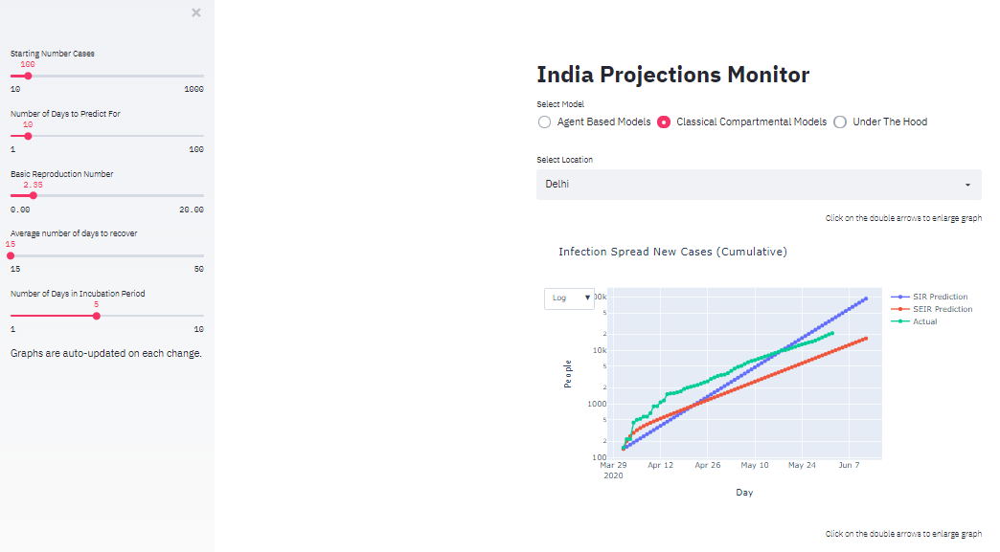 ×
Starting Number Cases
100
10 1000
Number of Days to Predict For
10
1 100
Basic Reproduction Number
2.35
0.00 20.00
Average number of days to recover
15
15 50
Number of Days in Incubation Period
5
1 10
Graphs are auto-updated on each change.
India Projections Monitor
Select Model
Agent Based Models Classical Compartmental Models Under The Hood
Select Location
Delhi
Click on the double arrows to enlarge graph
Infection Spread New Cases (Cumulative)
Log ▼
00k
5
2
10k
5
2
1000
5
2
100
People
Mar 29 Apr 12 Apr 26 May 10 May 24 Jun 7
2020
Day
SIR Prediction
SEIR Prediction
Actual
Click on the double arrows to enlarge graph